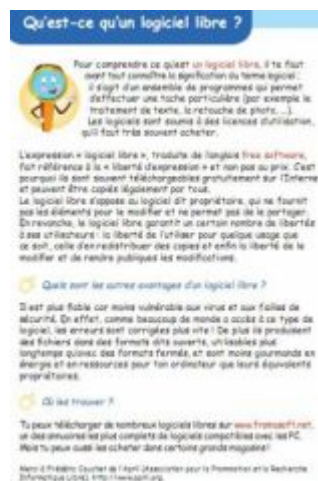 Qu'est-ce qu'un logiciel libre ?
Pour comprendre ce qu'est un logiciel libre, il te faut
avant tout connaître la signification du terme logiciel :
il s'agit d'un ensemble de programmes qui permet
d'effectuer une tache particulière (par exemple le
traitement de texte, la retouche de photo, ...).
Les logiciels sont soumis à des licences d'utilisation,
qu'il faut très souvent acheter.
L'expression « logiciel libre », traduite de l'anglais free software,
fait référence à la « liberté d'expression » et non pas au prix. C'est
pourquoi ils sont souvent téléchargeables gratuitement sur l'Internet
et peuvent être copiés légalement par tous.
Le logiciel libre s'oppose au logiciel dit propriétaire, qui ne fournit
pas les éléments pour le modifier et ne permet pas de le partager.
En revanche, le logiciel libre garantit un certain nombre de libertés
à ses utilisateurs : la liberté de l'utiliser pour quelque usage que
ce soit, celle d'en redistribuer des copies et enfin la liberté de le
modifier et de rendre publiques les modifications.
Quels sont les autres avantages d'un logiciel libre ?
Il est plus fiable car moins vulnérable aux virus et aux failles de
sécurité. En effet, comme beaucoup de monde a accès à ce type de
logiciel, les erreurs sont corrigées plus vite ! De plus ils produisent
des fichiers dans des formats dits ouverts, utilisables plus
longtemps qu'avec des formats fermés, et sont moins gourmands en
énergie et en ressources pour ton ordinateur que leurs équivalents
propriétaires.
Où les trouver ?
Tu peux télécharger de nombreux logiciels libres sur www.framasoft.net,
un des annuaires les plus complets de logiciels compatibles avec les PC.
Mais tu peux aussi les acheter dans certains grands magasins !
Merci à Frédéric Couchet de l'April (Association pour la Promotion et la Recherche
Informatique Libre), http://www.april.org.